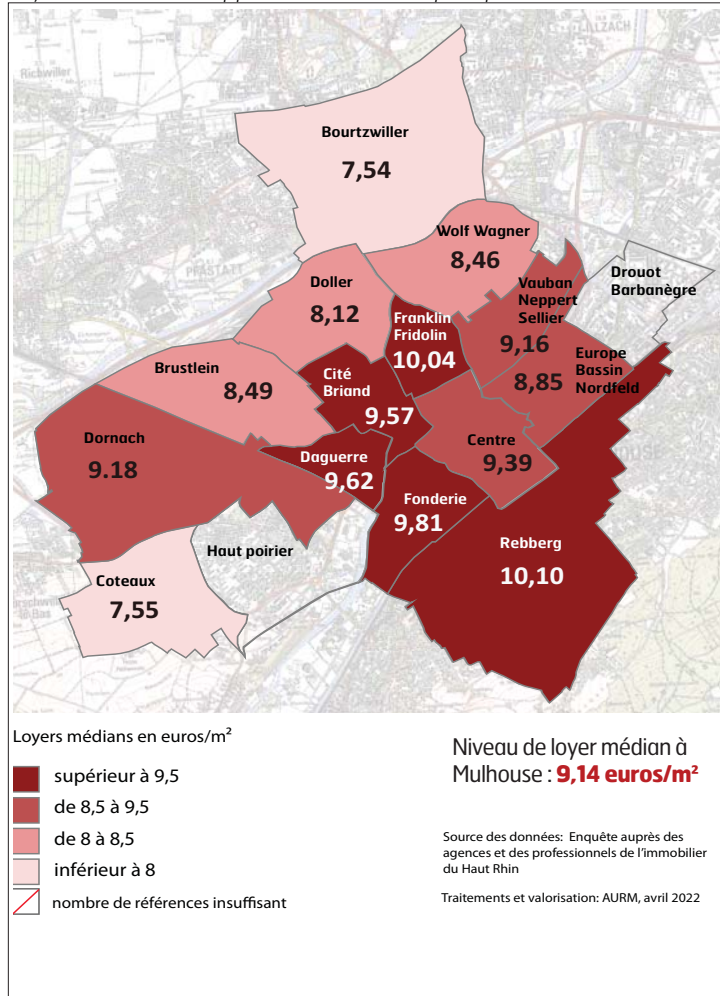 Bourtzwiller
7,54
Wolf Wagner
8,46
Drouot
Barbanègre
Doller
8,12
Vauban
Neppert
Sellier
9,16
Franklin
Fridolin
10,04
Europe
Bassin
Nordfeld
8,85
Brustlein
8,49
Cité
Briand
9,57
Dornach
9.18
Centre
9,39
Daguerre
9,62
Fonderie
9,81
Haut poirier
Rebberg
10,10
Coteaux
7,55
Richwiller
PFASTATT
Loyers médians en euros/m²
supérieur à 9,5
de 8,5 à 9,5
de 8 à 8,5
inférieur à 8
nombre de références insuffisant
Niveau de loyer médian à
Mulhouse : 9,14 euros/m²
Source des données: Enquête auprès des
agences et des professionnels de l'immobilier
du Haut Rhin
Traitements et valorisation: AURM, avril 2022